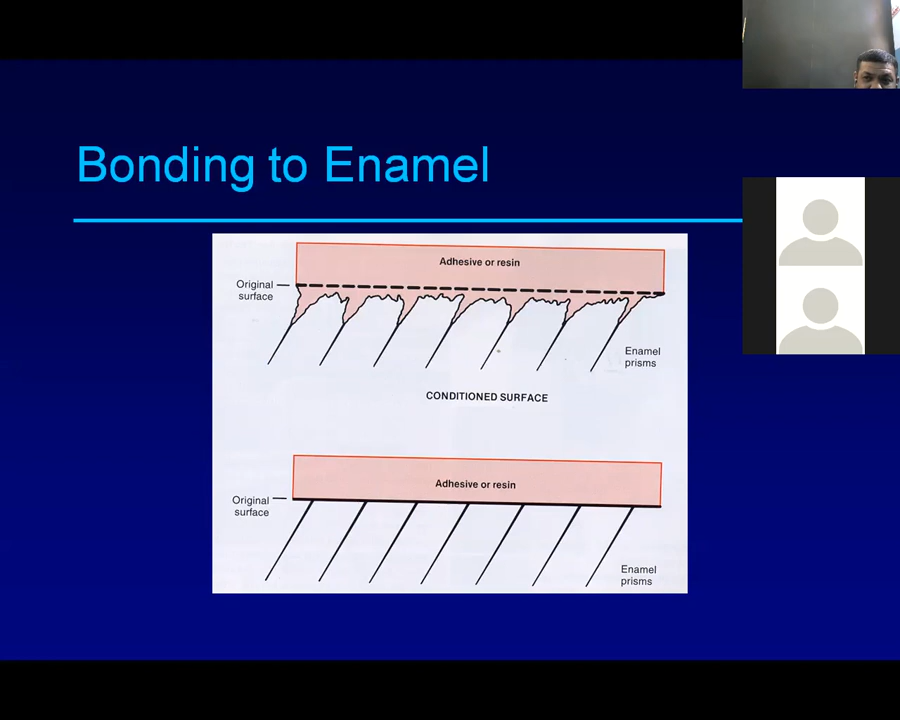 Bonding to Enamel
Adhesive or resin
Original
surface
Enamel
prisms
CONDITIONED SURFACE
Adhesive or resin
Original
surface
Enamel
prisms